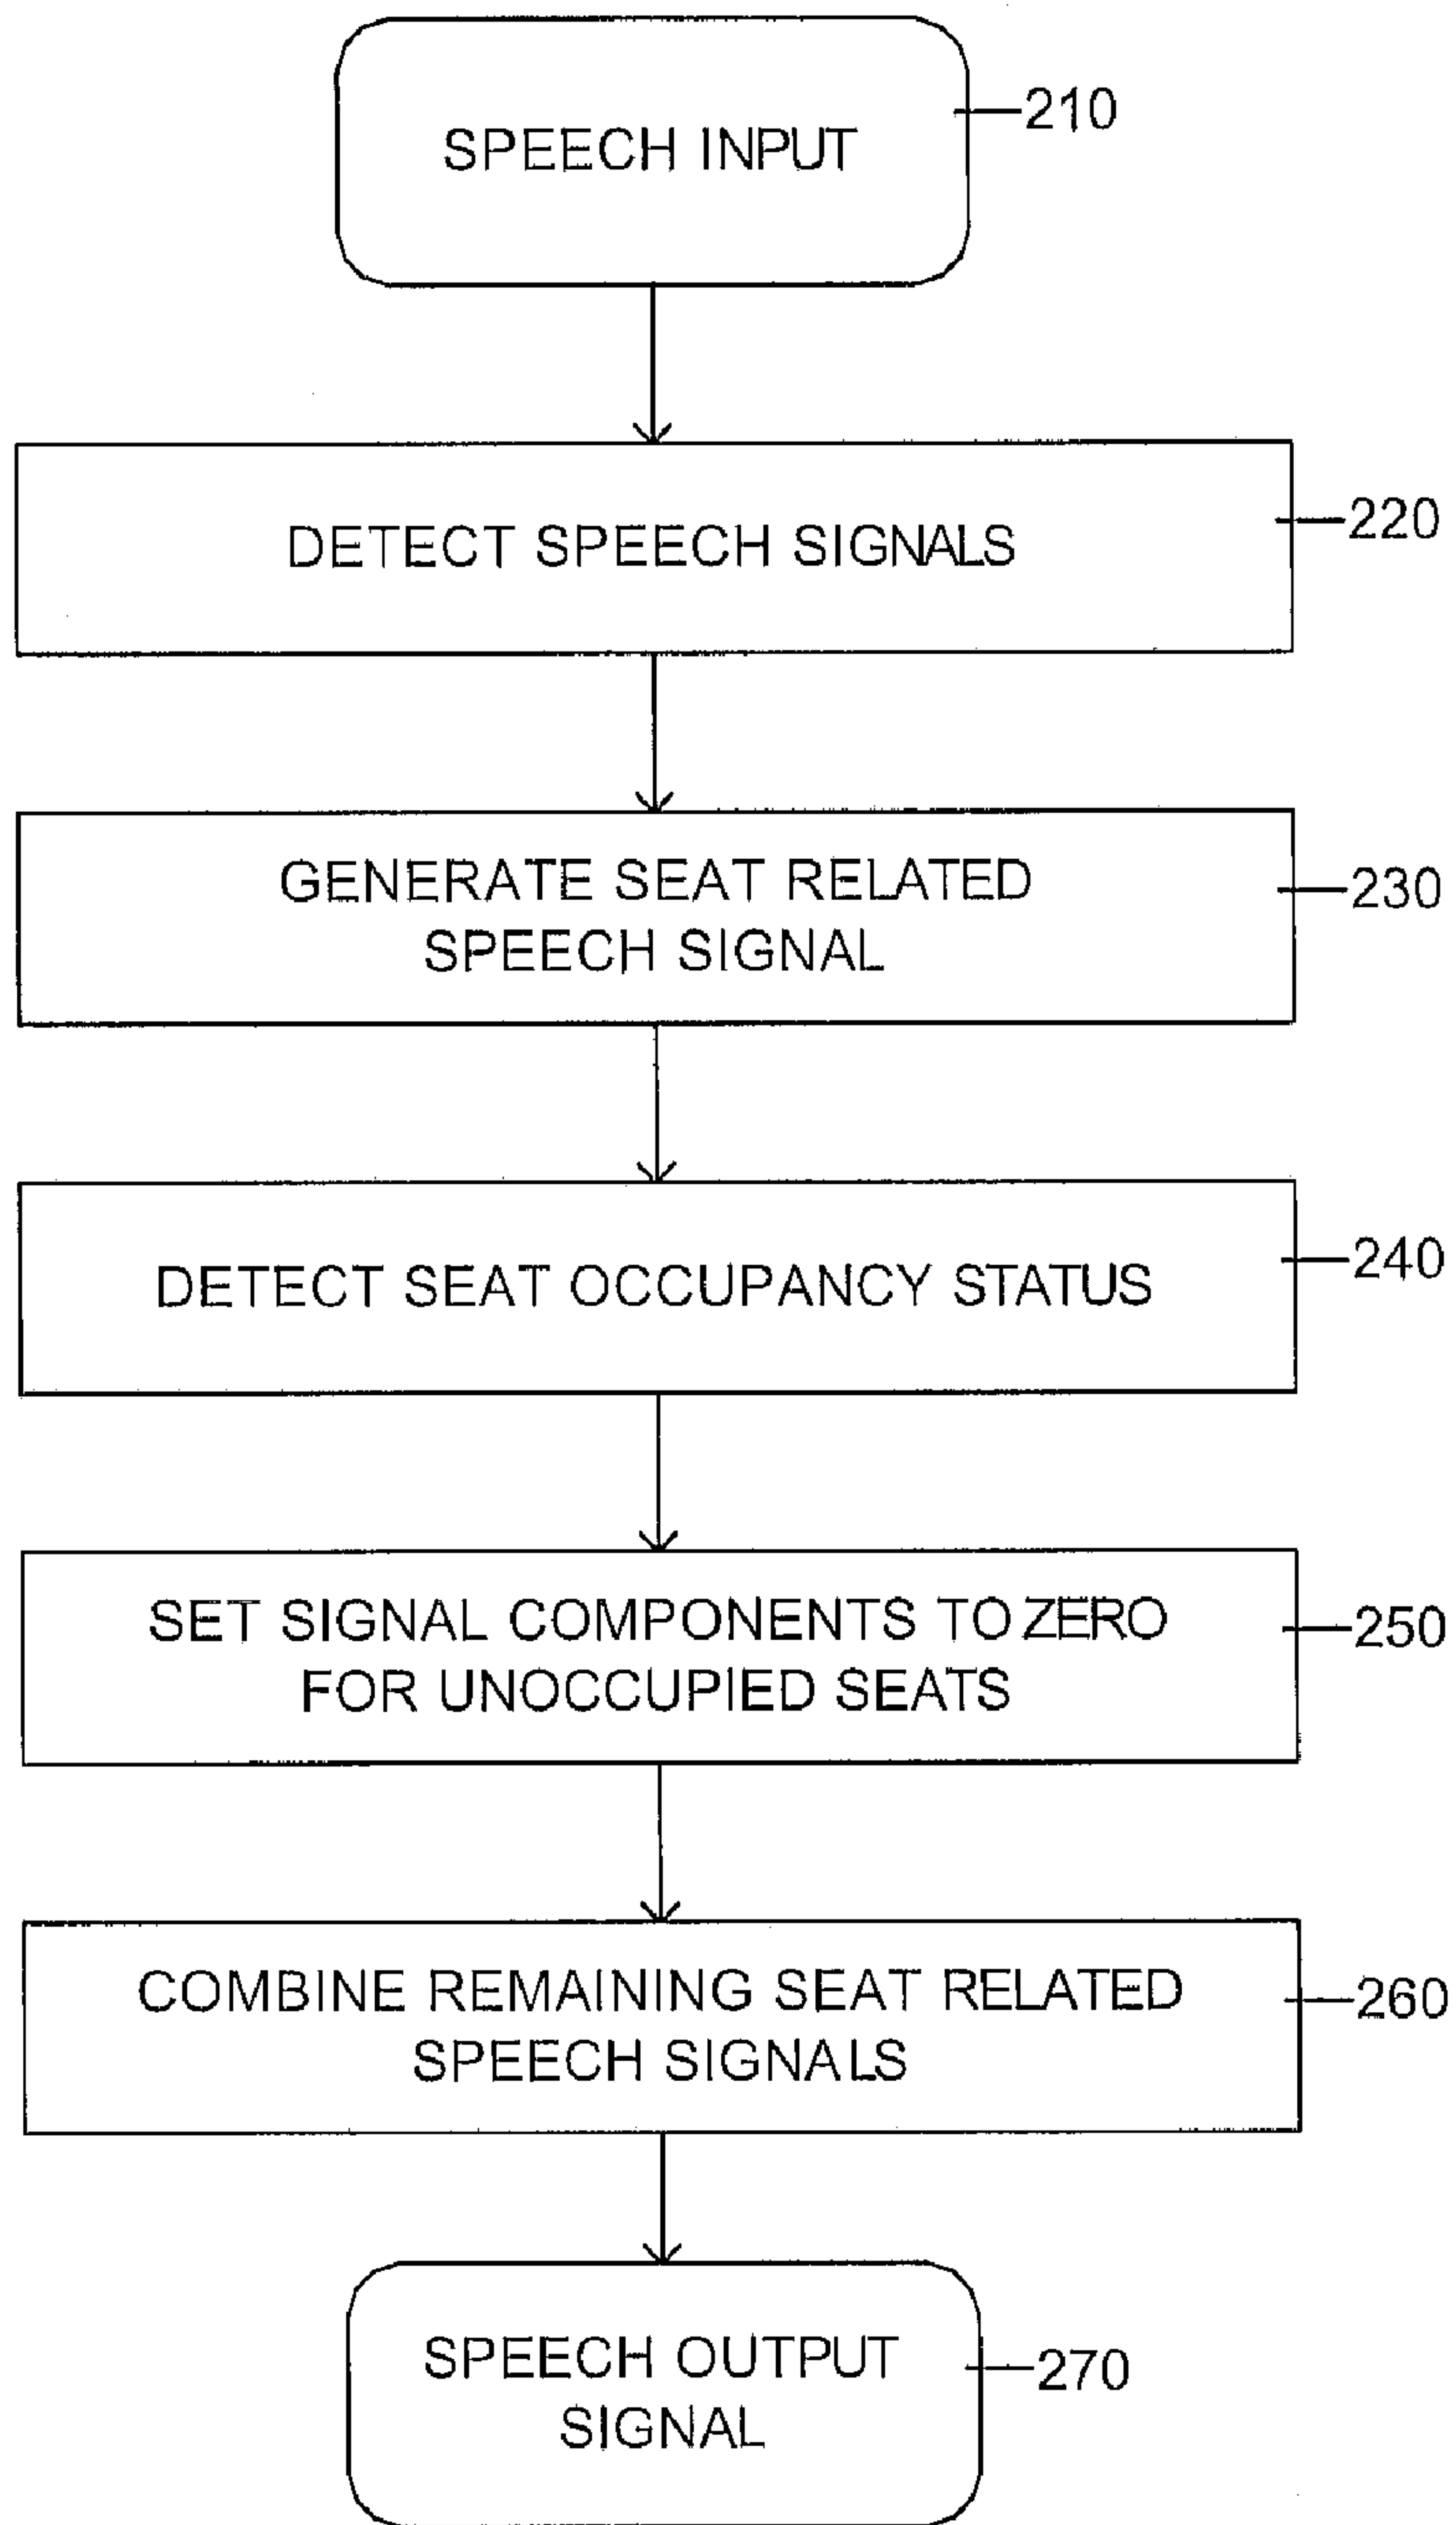 SPEECH INPUT
210
DETECT SPEECH SIGNALS
220
GENERATE SEAT RELATED
SPEECH SIGNAL
230
DETECT SEAT OCCUPANCY STATUS
240
SET SIGNAL COMPONENTS TO ZERO
FOR UNOCCUPIED SEATS
250
COMBINE REMAINING SEAT RELATED
SPEECH SIGNALS
260
SPEECH OUTPUT
SIGNAL
270